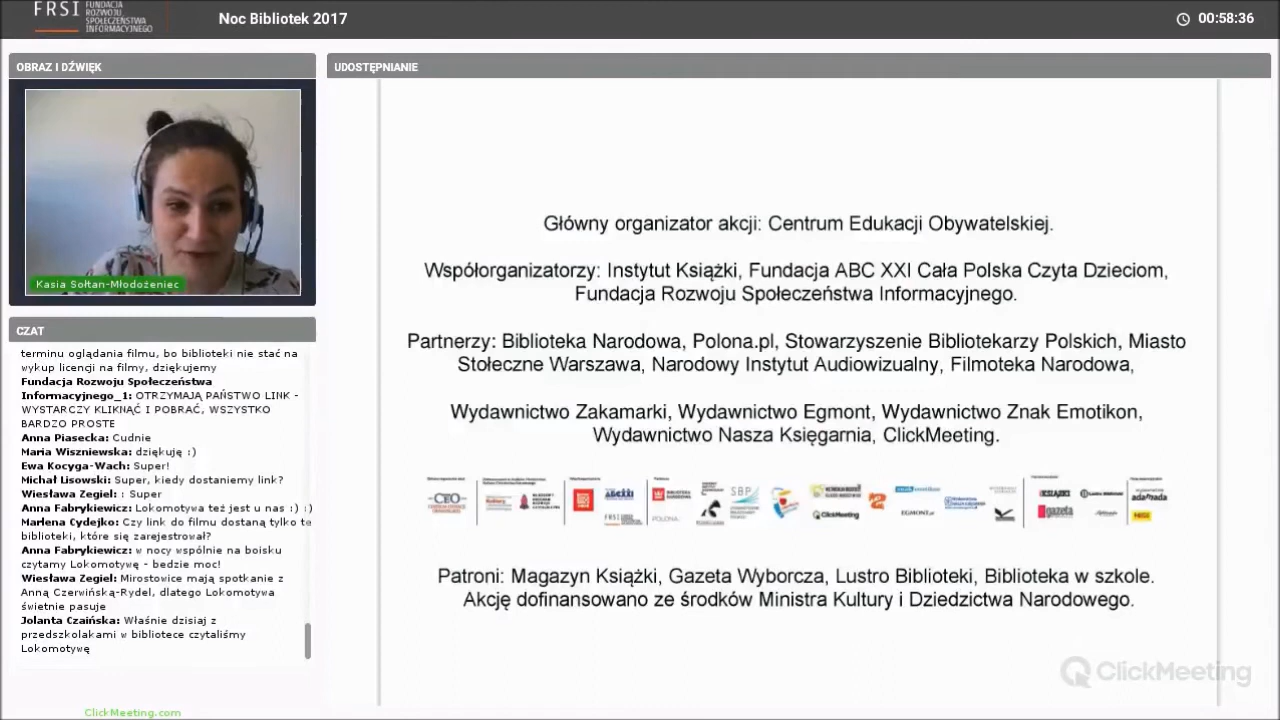 FRSI
FUNDACJA
ROZWOJU
SPOŁECZEŃSTWA
INFORMACYJNEGO
Noc Bibliotek 2017
00:58:36
OBRAZ I DŹWIĘK
UDOSTĘPNIANIE
Kasia Sołtan-Młodożeniec
CZAT
terminu oglądania filmu, bo biblioteki nie stać na
wykup licencji na filmy, dziękujemy
Fundacja Rozwoju Społeczeństwa
Informacyjnego_1: OTRZYMAJĄ PAŃSTWO LINK -
WYSTARCZY KLIKNĄĆ I POBRAĆ, WSZYSTKO
BARDZO PROSTE
Anna Piasecka: Cudnie
Maria Wiszniewska: dziękuję :)
Ewa Kocyga-Wach: Super!
Michał Lisowski: Super, kiedy dostaniemy link?
Wiesława Zegiel: : Super
Anna Fabrykiewicz: Lokomotywa też jest u nas :) :)
Marlena Cydejko: Czy link do filmu dostaną tylko te
biblioteki, które się zarejestrował?
Anna Fabrykiewicz: w nocy wspólnie na boisku
czytamy Lokomotywę - bedzie moc!
Wiesława Zegiel: Mirostowice mają spotkanie z
Anną Czerwińską-Rydel, dlatego Lokomotywa
świetnie pasuje
Jolanta Czaińska: Właśnie dzisiaj z
przedszkolakami w bibliotece czytaliśmy
Lokomotywę
ClickMeeting.com
Główny organizator akcji: Centrum Edukacji Obywatelskiej.
Współorganizatorzy: Instytut Książki, Fundacja ABC XXI Cała Polska Czyta Dzieciom,
Fundacja Rozwoju Społeczeństwa Informacyjnego.
Partnerzy: Biblioteka Narodowa, Polona.pl, Stowarzyszenie Bibliotekarzy Polskich, Miasto
Stołeczne Warszawa, Narodowy Instytut Audiowizualny, Filmoteka Narodowa,
Wydawnictwo Zakamarki, Wydawnictwo Egmont, Wydawnictwo Znak Emotikon,
Wydawnictwo Nasza Księgarnia, ClickMeeting.
CEO
SBP
POLONA
ClickMeeting
EGMONT.pl
KSIĄŻKI
gazeta
Patroni: Magazyn Książki, Gazeta Wyborcza, Lustro Biblioteki, Biblioteka w szkole.
Akcję dofinansowano ze środków Ministra Kultury i Dziedzictwa Narodowego.
ClickMeeting